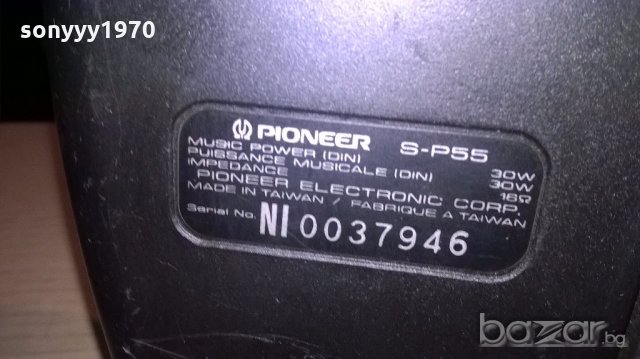 sonyyy1970
PIONEER S-P55
MUSIC POWER (DIN) 30W
PUISSANCE MUSICALE (DIN) 30W
IMPEDANCE 16Ω
PIONEER ELECTRONIC CORP.
MADE IN TAIWAN / FABRIQUE A TAIWAN
Serial No. NI 0037946
bazar.bg